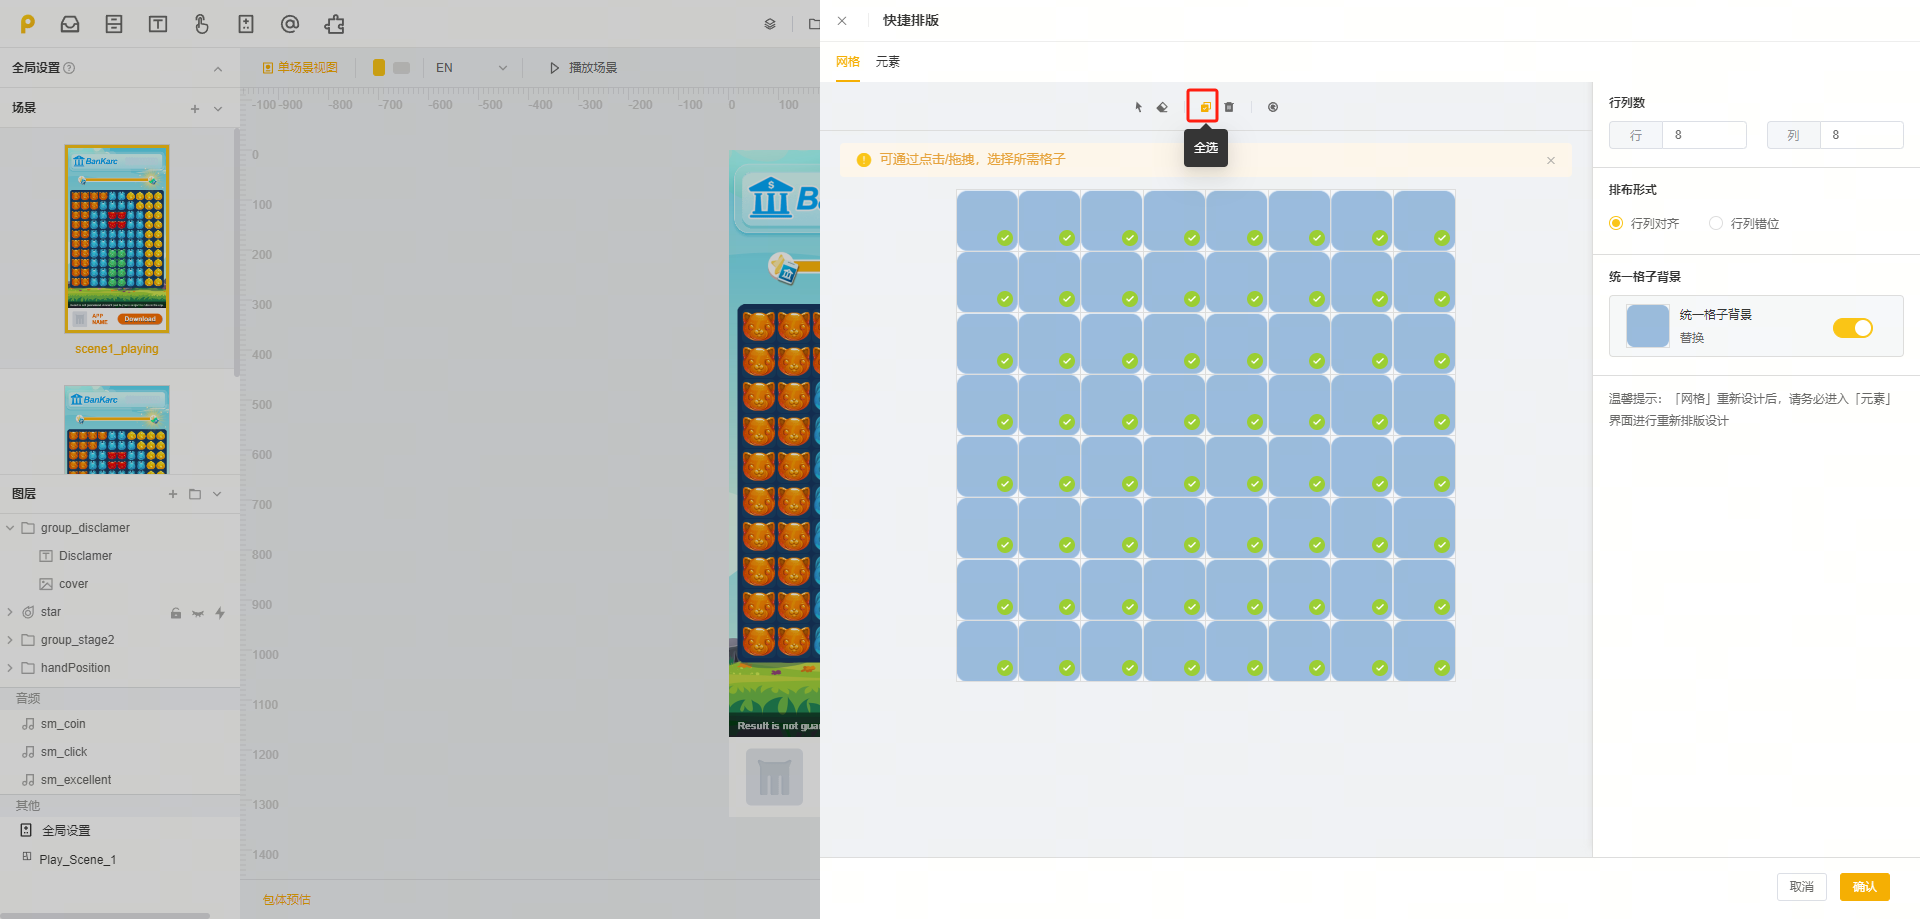 全局设置
场景
BanKarc
APP
NAME
Download
scene1_playing
BanKarc
图层
group_disclamer
Disclamer
cover
star
group_stage2
handPosition
音频
sm_coin
sm_click
sm_excellent
其他
全局设置
Play_Scene_1
单场景视图
EN
播放场景
-100 -900 -800 -700 -600 -500 -400 -300 -200 -100 0 100
0
100
200
300
400
500
600
700
800
900
1000
1100
1200
1300
1400
B
Result is not gua
包体预估
快捷排版
网格 元素
全选
可通过点击/拖拽，选择所需格子
行列数
行 8 列 8
排布形式
行列对齐 行列错位
统一格子背景
统一格子背景
替换
温馨提示：「网格」重新设计后，请务必进入「元素」
界面进行重新排版设计
取消 确认